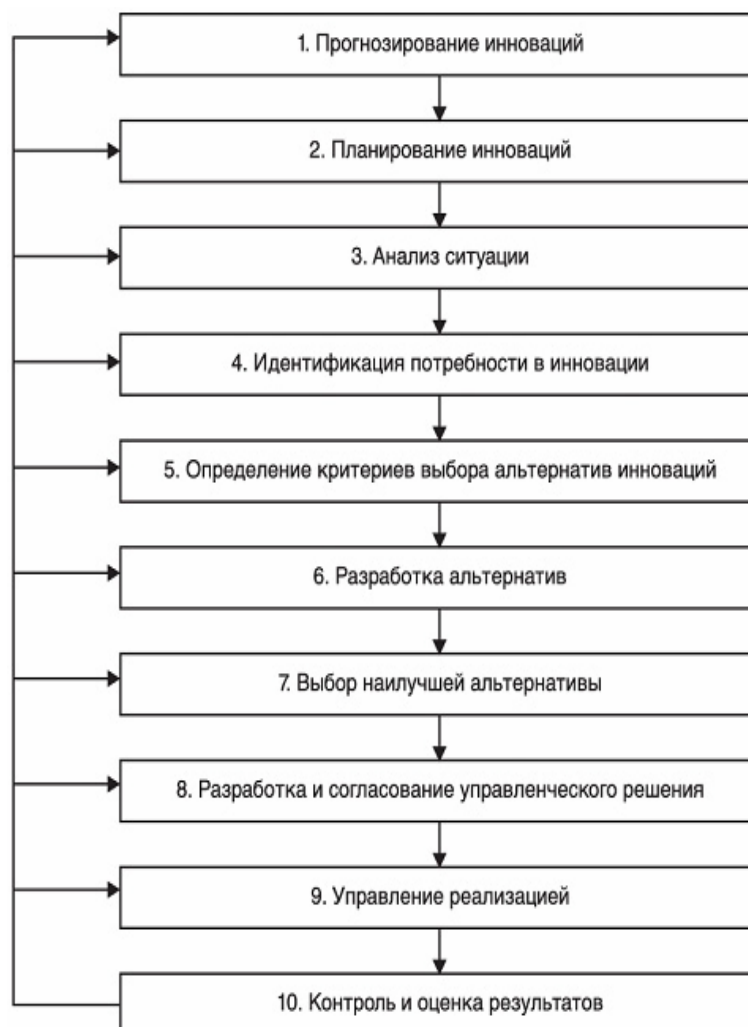 1. Прогнозирование инноваций
2. Планирование инноваций
3. Анализ ситуации
4. Идентификация потребности в инновации
5. Определение критериев выбора альтернатив инноваций
6. Разработка альтернатив
7. Выбор наилучшей альтернативы
8. Разработка и согласование управленческого решения
9. Управление реализацией
10. Контроль и оценка результатов